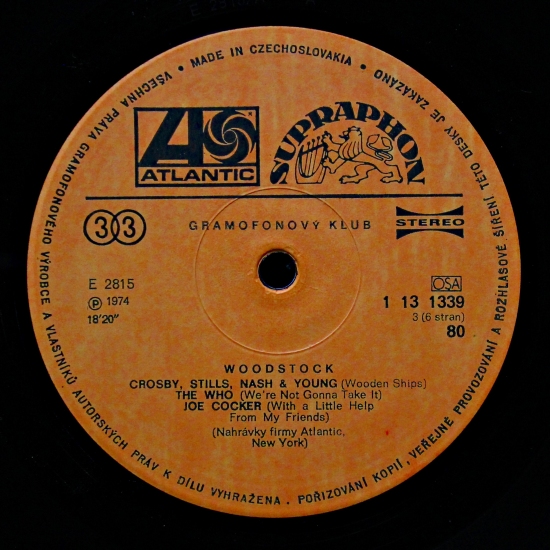 VŠECHNA PRÁVA GRAMOFONOVÉHO VÝROBCE A VLASTNÍKŮ AUTORSKÝCH PRÁV K DÍLU VYHRAŽENA . POŘIZOVÁNÍ KOPIÍ, VEŘEJNÉ PROVOZOVÁNÍ A ROZHLASOVÉ ŠÍŘENÍ TÉTO DESKY JE ZAKÁZÁNO
• MADE IN CZECHOSLOVAKIA •
ATLANTIC
SUPRAPHON
33
GRAMOFONOVÝ KLUB
STEREO
E 2815
OSA
℗ 1974
1 13 1339
18'20"
3 (6 stran)
80
WOODSTOCK
CROSBY, STILLS, NASH & YOUNG (Wooden Ships)
THE WHO (We're Not Gonna Take It)
JOE COCKER (With a Little Help
From My Friends)
(Nahrávky firmy Atlantic,
New York)